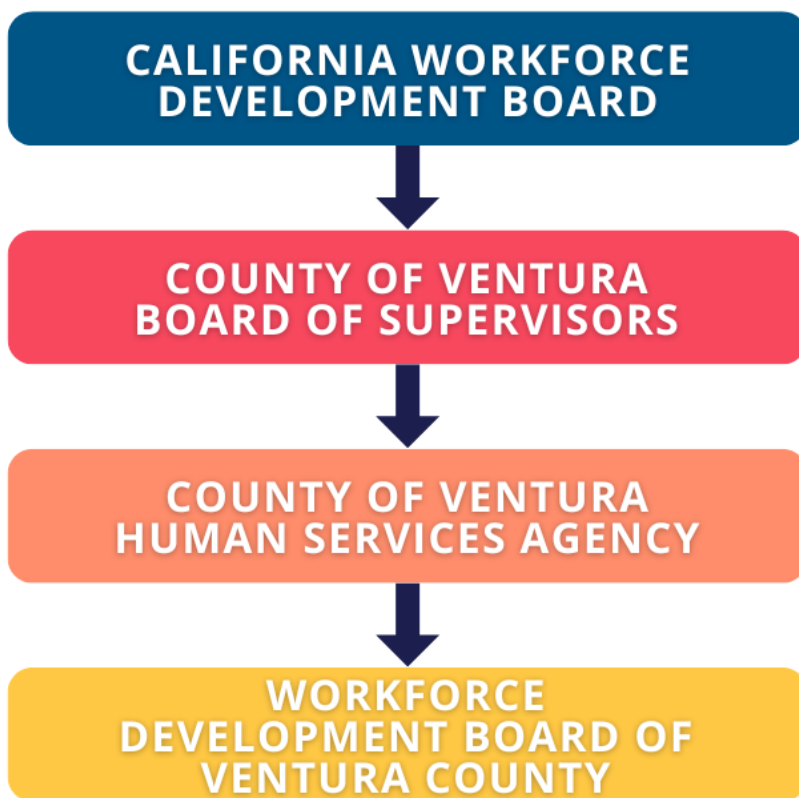 CALIFORNIA WORKFORCE
DEVELOPMENT BOARD
COUNTY OF VENTURA
BOARD OF SUPERVISORS
COUNTY OF VENTURA
HUMAN SERVICES AGENCY
WORKFORCE
DEVELOPMENT BOARD OF
VENTURA COUNTY